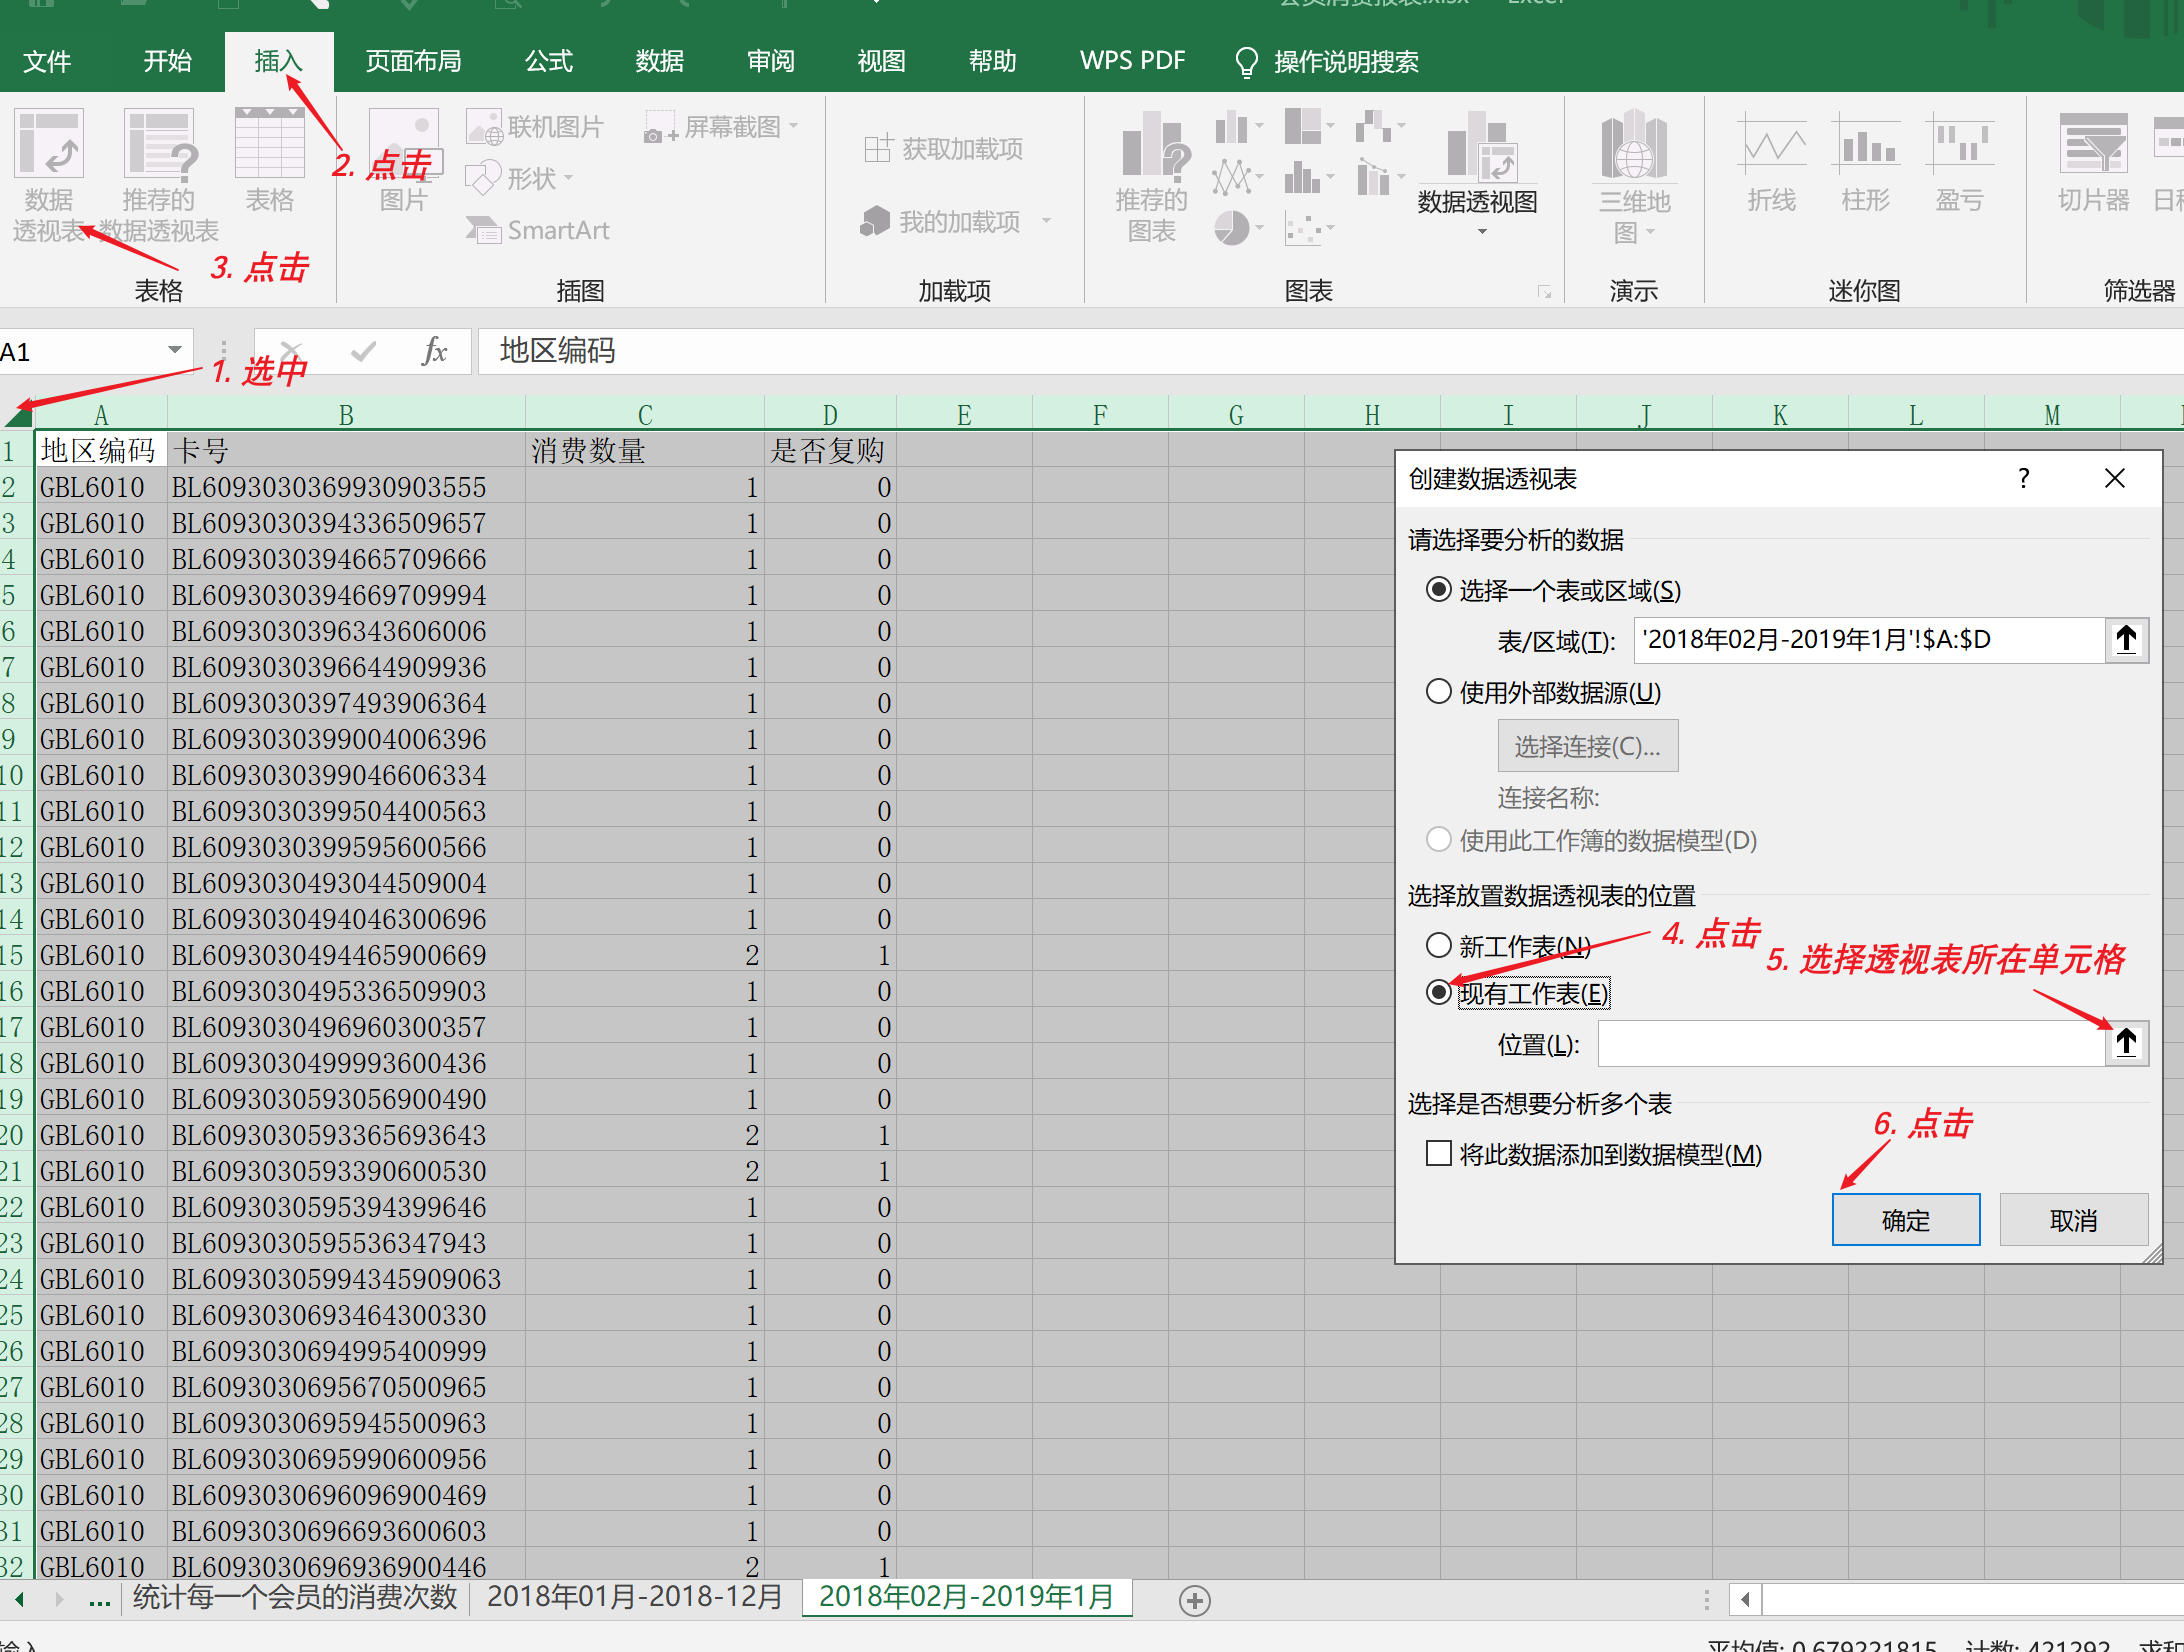 文件 开始 插入 页面布局 公式 数据 审阅 视图 帮助 WPS PDF 操作说明搜索
数据
透视表
推荐的
数据透视表
表格
表格
图片
联机图片
形状
SmartArt
屏幕截图
插图
获取加载项
我的加载项
加载项
推荐的
图表
数据透视图
图表
三维地
图
演示
折线 柱形 盈亏
迷你图
切片器
筛选器
2. 点击
3. 点击
1. 选中
A1 fx 地区编码
A B C D E F G H I J K L M
1 地区编码 卡号 消费数量 是否复购
2 GBL6010 BL6093030369930903555 1 0
3 GBL6010 BL6093030394336509657 1 0
4 GBL6010 BL6093030394665709666 1 0
5 GBL6010 BL6093030394669709994 1 0
6 GBL6010 BL6093030396343606006 1 0
7 GBL6010 BL6093030396644909936 1 0
8 GBL6010 BL6093030397493906364 1 0
9 GBL6010 BL6093030399004006396 1 0
10 GBL6010 BL6093030399046606334 1 0
11 GBL6010 BL6093030399504400563 1 0
12 GBL6010 BL6093030399595600566 1 0
13 GBL6010 BL6093030493044509004 1 0
14 GBL6010 BL6093030494046300696 1 0
15 GBL6010 BL6093030494465900669 2 1
16 GBL6010 BL6093030495336509903 1 0
17 GBL6010 BL6093030496960300357 1 0
18 GBL6010 BL6093030499993600436 1 0
19 GBL6010 BL6093030593056900490 1 0
20 GBL6010 BL6093030593365693643 2 1
21 GBL6010 BL6093030593390600530 2 1
22 GBL6010 BL6093030595394399646 1 0
23 GBL6010 BL6093030595536347943 1 0
24 GBL6010 BL60930305994345909063 1 0
25 GBL6010 BL6093030693464300330 1 0
26 GBL6010 BL6093030694995400999 1 0
27 GBL6010 BL6093030695670500965 1 0
28 GBL6010 BL6093030695945500963 1 0
29 GBL6010 BL6093030695990600956 1 0
30 GBL6010 BL6093030696096900469 1 0
31 GBL6010 BL6093030696693600603 1 0
32 GBL6010 BL6093030696936900446 2 1
创建数据透视表 ?
请选择要分析的数据
选择一个表或区域(S)
表/区域(T): '2018年02月-2019年1月'!$A:$D
使用外部数据源(U)
选择连接(C)...
连接名称:
使用此工作簿的数据模型(D)
选择放置数据透视表的位置
新工作表(N)
4. 点击
5. 选择透视表所在单元格
现有工作表(E)
位置(L):
选择是否想要分析多个表
6. 点击
将此数据添加到数据模型(M)
确定 取消
... 统计每一个会员的消费次数 2018年01月-2018-12月 2018年02月-2019年1月
平均值: 0.679221815 计数: 421292